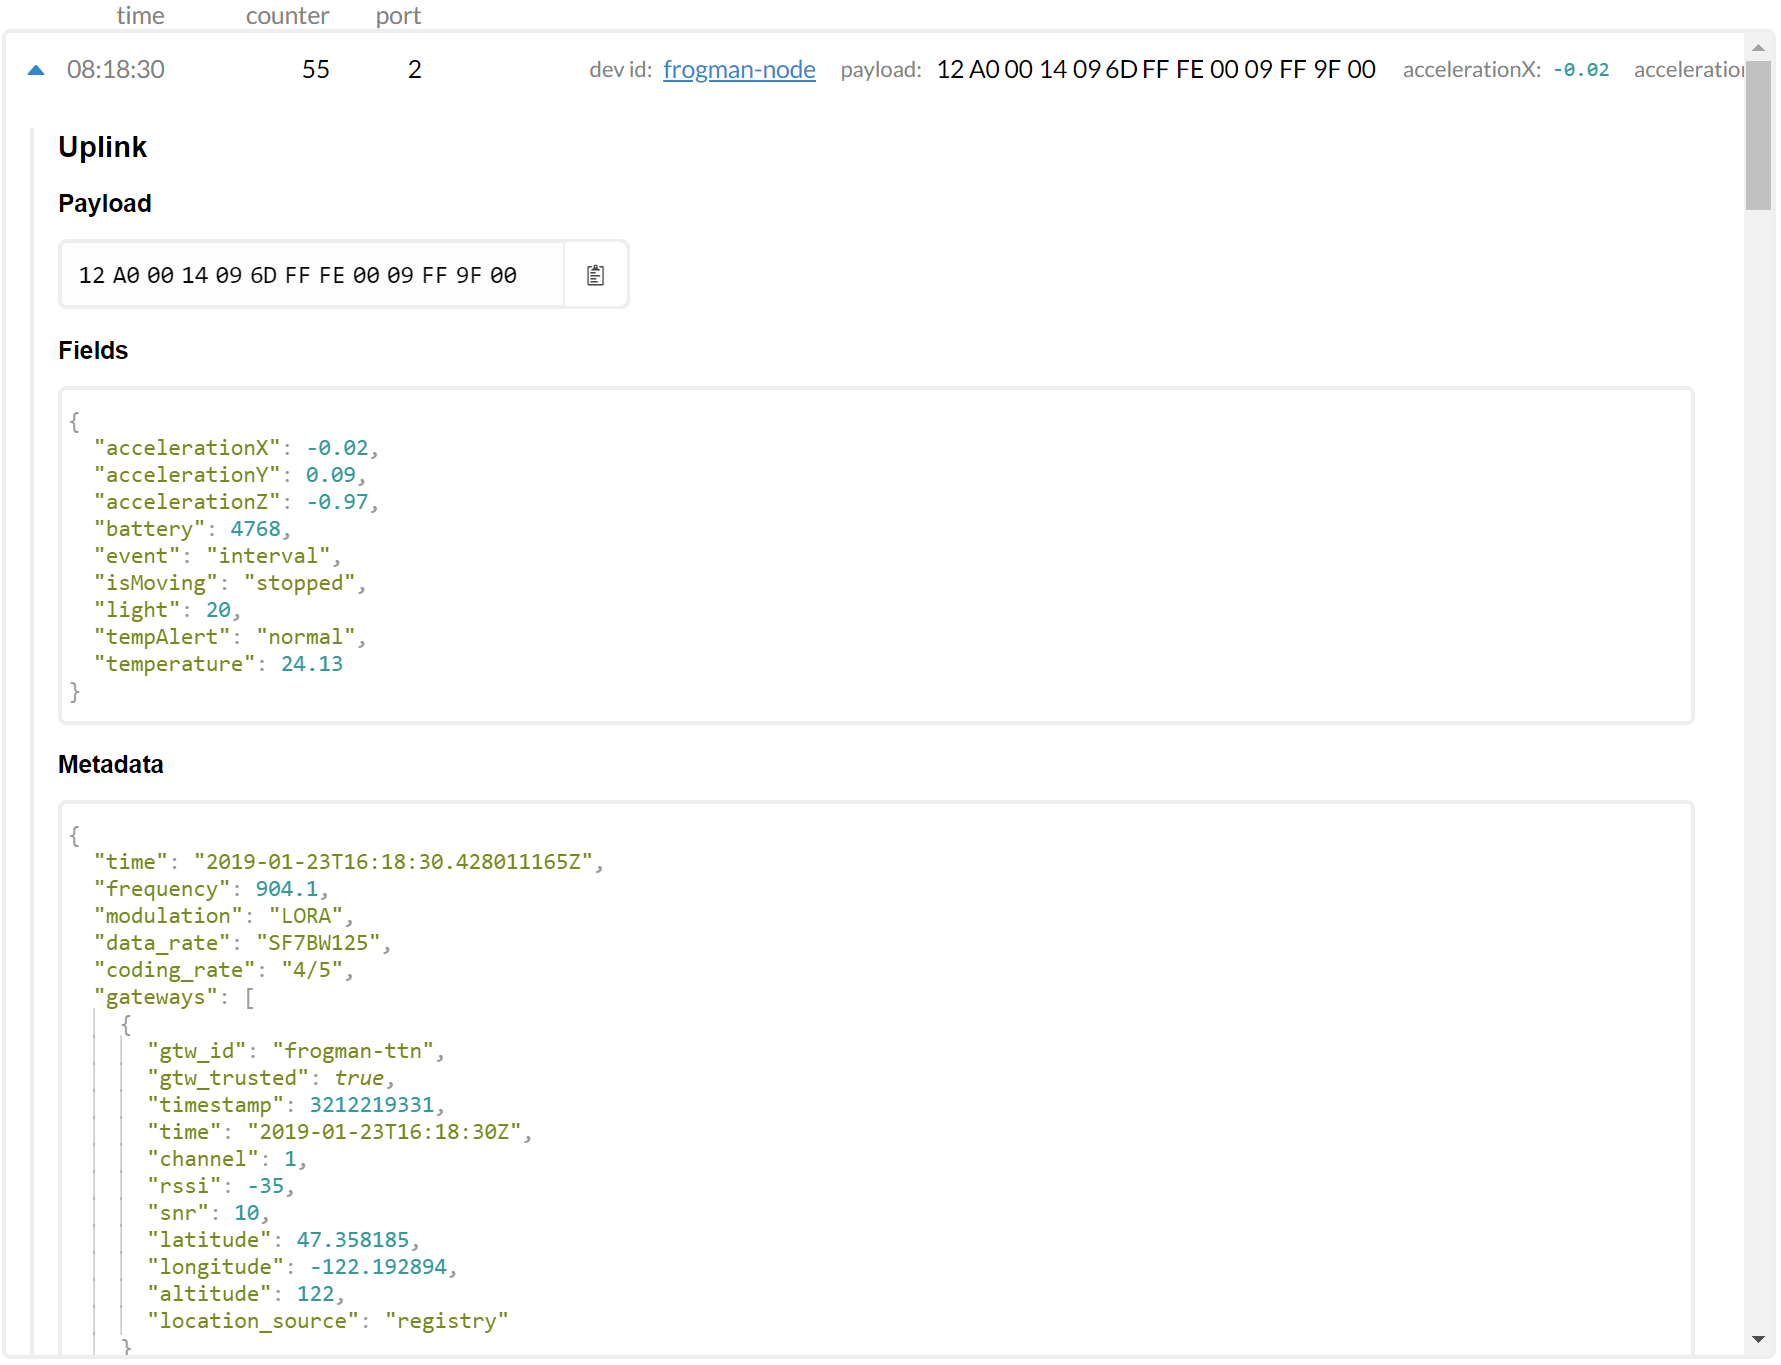 time counter port
08:18:30 55 2 dev id: frogman-node payload: 12 A0 00 14 09 6D FF FE 00 09 FF 9F 00 accelerationX: -0.02
Uplink
Payload
12 A0 00 14 09 6D FF FE 00 09 FF 9F 00
Fields
{
"accelerationX": -0.02,
"accelerationY": 0.09,
"accelerationZ": -0.97,
"battery": 4768,
"event": "interval",
"isMoving": "stopped",
"light": 20,
"tempAlert": "normal",
"temperature": 24.13
}
Metadata
{
"time": "2019-01-23T16:18:30.428011165Z",
"frequency": 904.1,
"modulation": "LORA",
"data_rate": "SF7BW125",
"coding_rate": "4/5",
"gateways": [
{
"gtw_id": "frogman-ttn",
"gtw_trusted": true,
"timestamp": 3212219331,
"time": "2019-01-23T16:18:30Z",
"channel": 1,
"rssi": -35,
"snr": 10,
"latitude": 47.358185,
"longitude": -122.192894,
"altitude": 122,
"location_source": "registry"
}